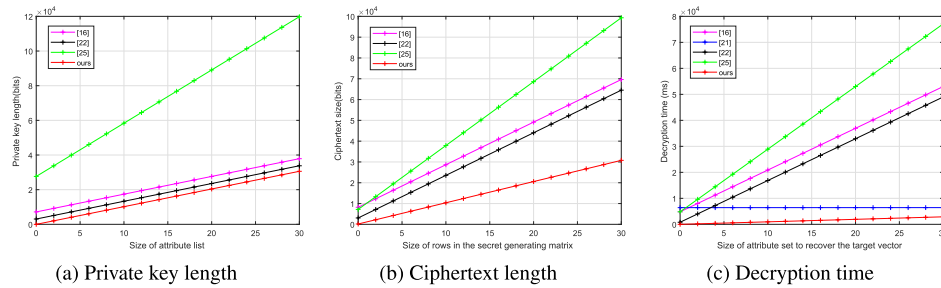 ×10^4
12
10
8
6
4
2
0
0 5 10 15 20 25 30
Private key length(bits)
Size of attribute list
[16]
[22]
[25]
ours
(a) Private key length
×10^4
10
9
8
7
6
5
4
3
2
1
0
0 5 10 15 20 25 30
Ciphertext size(bits)
Size of rows in the secret generating matrix
[16]
[22]
[25]
ours
(b) Ciphertext length
×10^4
8
7
6
5
4
3
2
1
0
0 5 10 15 20 25 30
Decryption time (ms)
Size of attribute set to recover the target vector
[16]
[21]
[22]
[25]
ours
(c) Decryption time